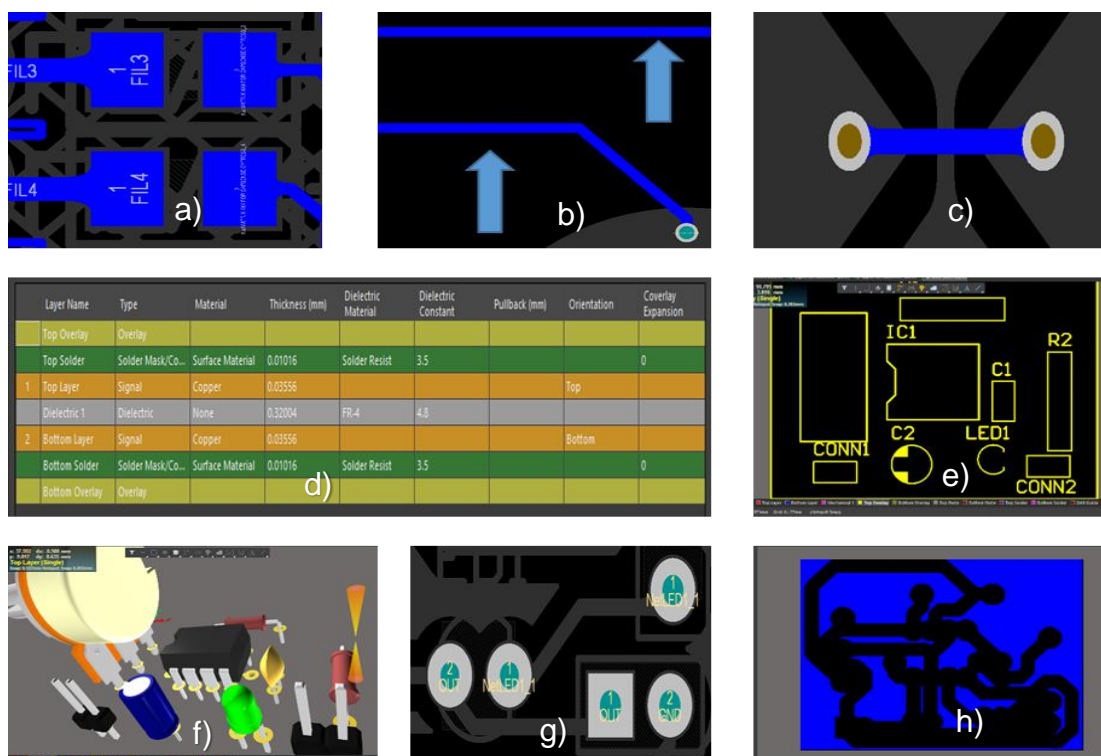 1
FIL3
FIL3
1
FIL4
FIL4
a)
b)
c)
Layer Name Type Material Thickness (mm) Dielectric Material Dielectric Constant Pullback (mm) Orientation Coverlay Expansion
Top Overlay Overlay
Top Solder Solder Mask/Co... Surface Material 0.01016 Solder Resist 3.5 0
1 Top Layer Signal Copper 0.03556 Top
Dielectric 1 Dielectric None 0.32004 FR-4 4.8
2 Bottom Layer Signal Copper 0.03556 Bottom
Bottom Solder Solder Mask/Co... Surface Material 0.01016 Solder Resist 3.5 0
Bottom Overlay Overlay
d)
IC1
R2
C1
C2
LED1
CONN1
CONN2
e)
Top Layer (Single)
f)
1
NetLED1_1
2
OUT
1
NetLED1_1
1
OUT
2
GND
g)
h)